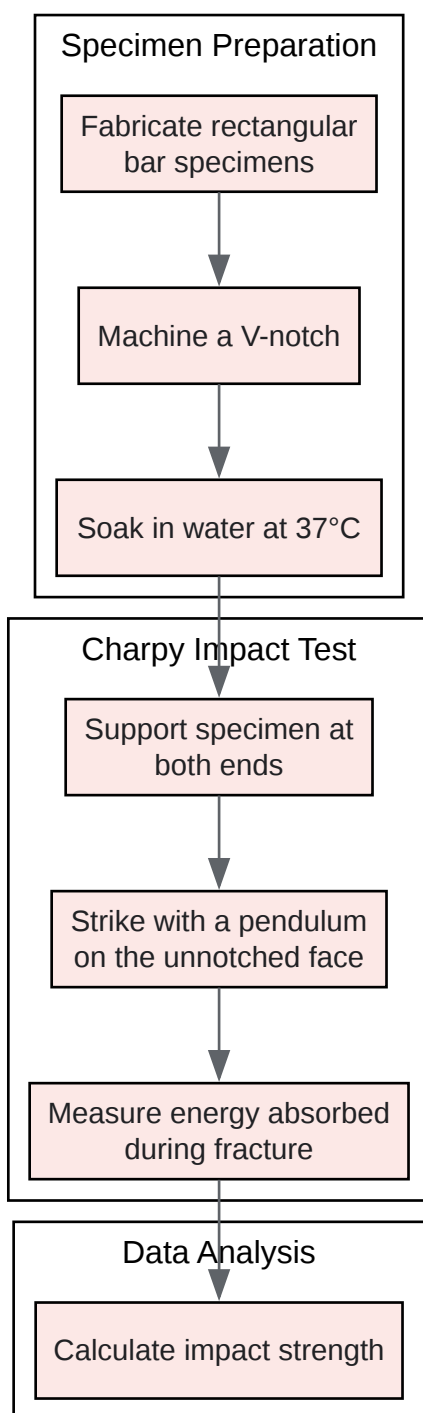 Specimen Preparation
Fabricate rectangular
bar specimens
Machine a V-notch
Soak in water at 37°C
Charpy Impact Test
Support specimen at
both ends
Strike with a pendulum
on the unnotched face
Measure energy absorbed
during fracture
Data Analysis
Calculate impact strength